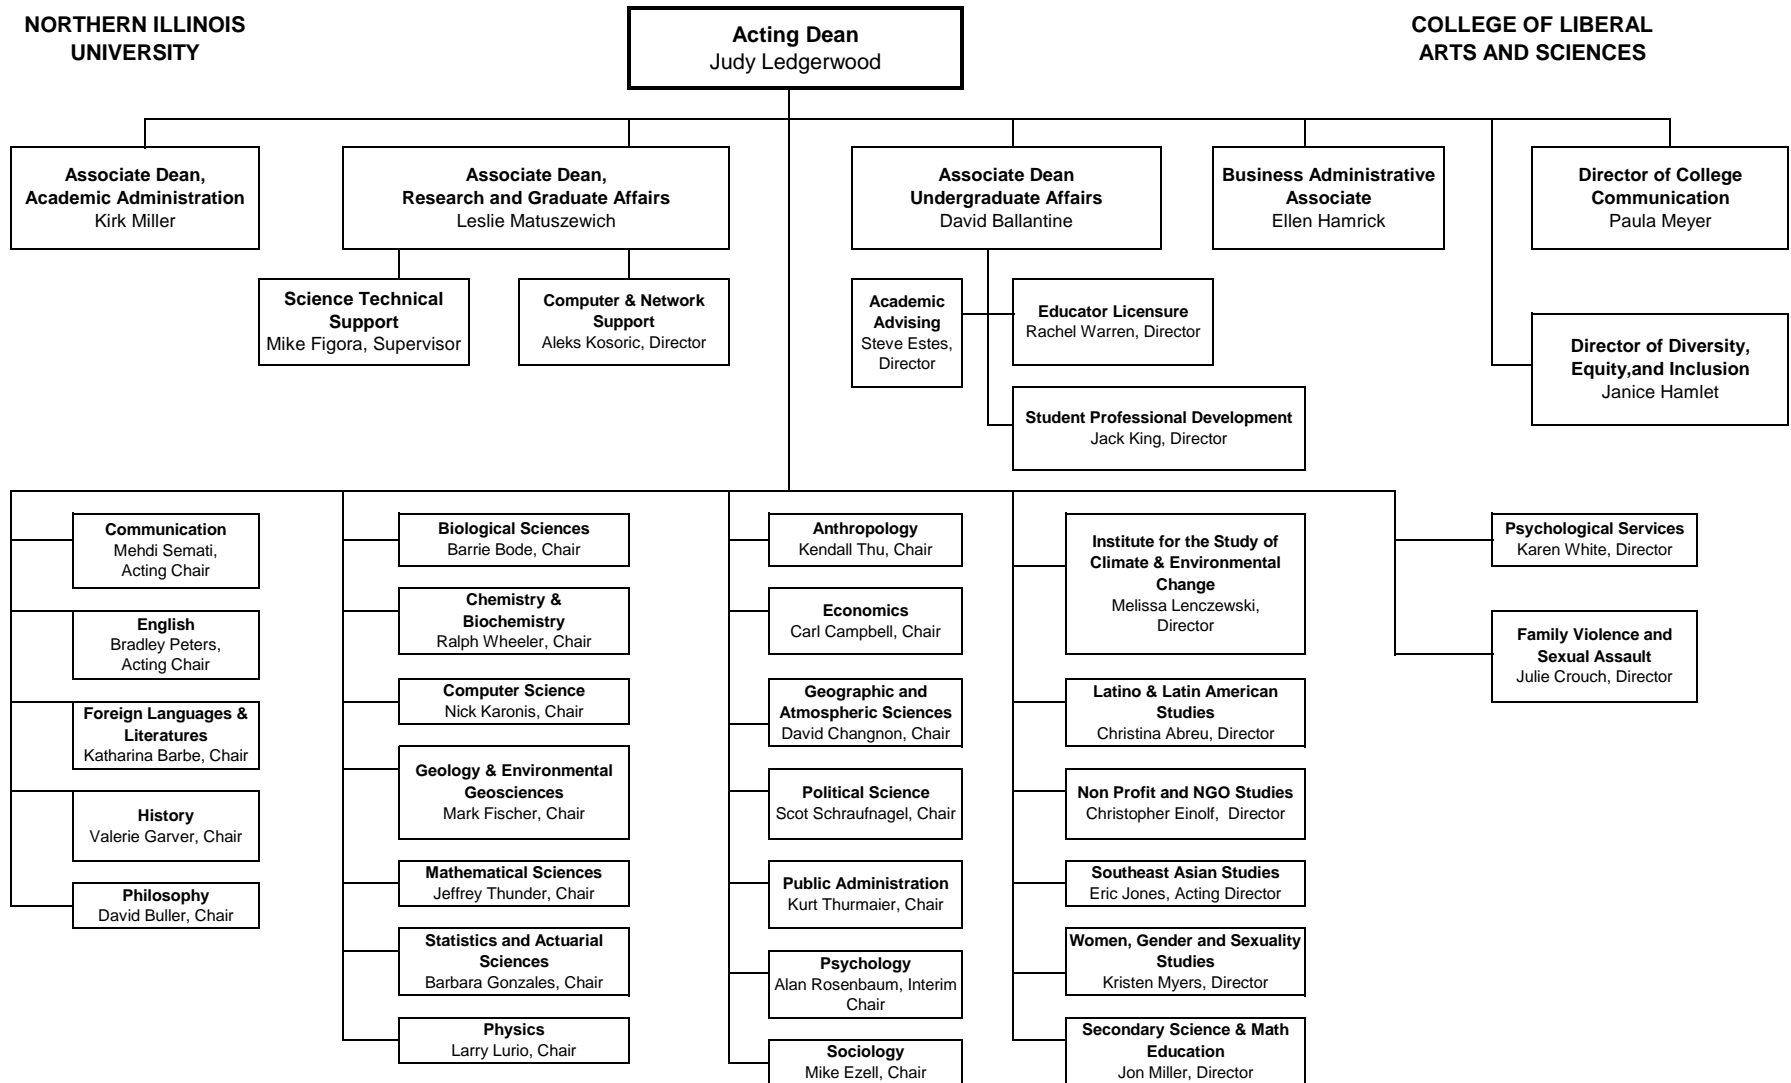 NORTHERN ILLINOIS
UNIVERSITY
Acting Dean
Judy Ledgerwood
COLLEGE OF LIBERAL
ARTS AND SCIENCES
Associate Dean,
Academic Administration
Kirk Miller
Associate Dean,
Research and Graduate Affairs
Leslie Matuszewich
Associate Dean
Undergraduate Affairs
David Ballantine
Business Administrative
Associate
Ellen Hamrick
Director of College
Communication
Paula Meyer
Science Technical
Support
Mike Figora, Supervisor
Computer & Network
Support
Aleks Kosoric, Director
Academic
Advising
Steve Estes,
Director
Educator Licensure
Rachel Warren, Director
Director of Diversity,
Equity,and Inclusion
Janice Hamlet
Student Professional Development
Jack King, Director
Communication
Mehdi Semati,
Acting Chair
English
Bradley Peters,
Acting Chair
Foreign Languages &
Literatures
Katharina Barbe, Chair
History
Valerie Garver, Chair
Philosophy
David Buller, Chair
Biological Sciences
Barrie Bode, Chair
Chemistry &
Biochemistry
Ralph Wheeler, Chair
Computer Science
Nick Karonis, Chair
Geology & Environmental
Geosciences
Mark Fischer, Chair
Mathematical Sciences
Jeffrey Thunder, Chair
Statistics and Actuarial
Sciences
Barbara Gonzales, Chair
Physics
Larry Lurio, Chair
Anthropology
Kendall Thu, Chair
Economics
Carl Campbell, Chair
Geographic and
Atmospheric Sciences
David Changnon, Chair
Political Science
Scot Schraufnagel, Chair
Public Administration
Kurt Thurmaier, Chair
Psychology
Alan Rosenbaum, Interim
Chair
Sociology
Mike Ezell, Chair
Institute for the Study of
Climate & Environmental
Change
Melissa Lenczewski,
Director
Latino & Latin American
Studies
Christina Abreu, Director
Non Profit and NGO Studies
Christopher Einolf, Director
Southeast Asian Studies
Eric Jones, Acting Director
Women, Gender and Sexuality
Studies
Kristen Myers, Director
Secondary Science & Math
Education
Jon Miller, Director
Psychological Services
Karen White, Director
Family Violence and
Sexual Assault
Julie Crouch, Director